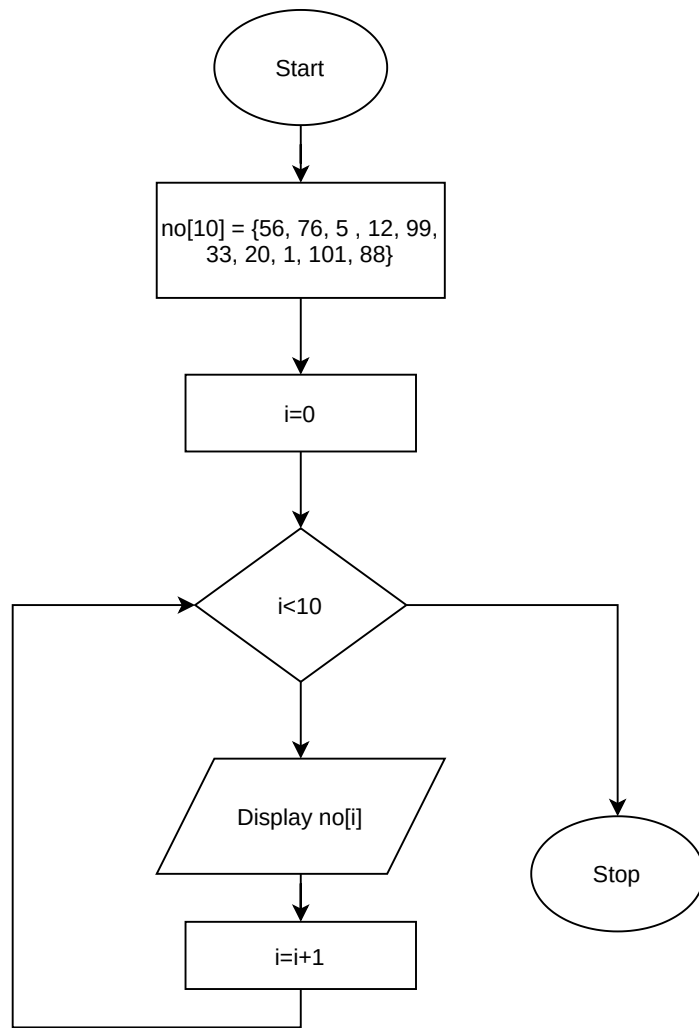 Start
no[10] = {56, 76, 5 , 12, 99,
33, 20, 1, 101, 88}
i=0
i<10
Display no[i]
Stop
i=i+1